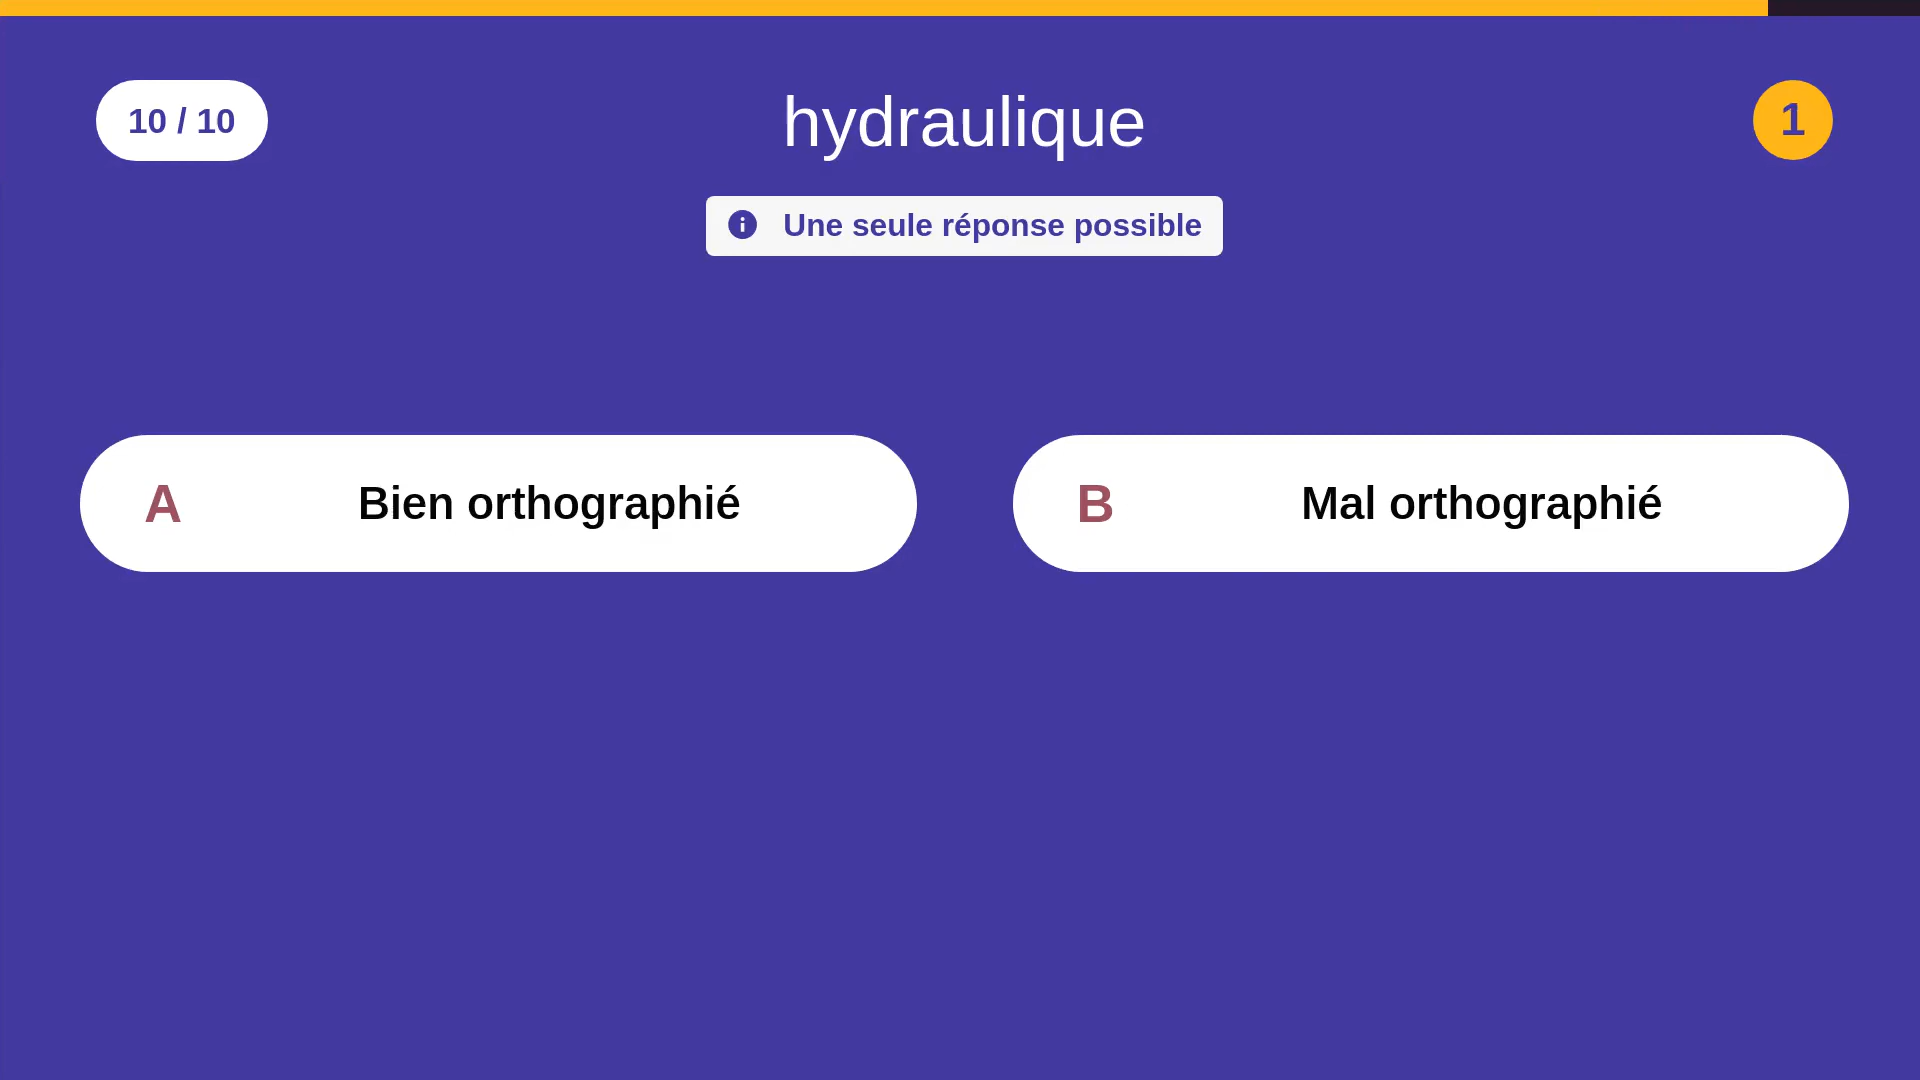 10 / 10
hydraulique
1
Une seule réponse possible
A
Bien orthographié
B
Mal orthographié